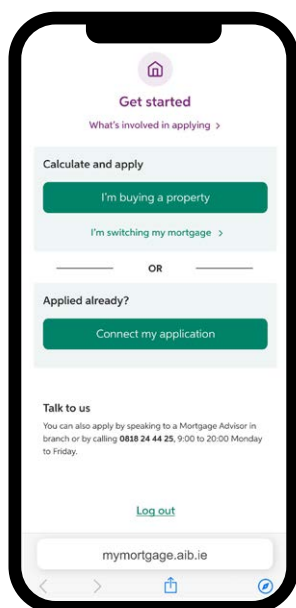 Get started
What's involved in applying >
Calculate and apply
I'm buying a property
I'm switching my mortgage >
OR
Applied already?
Connect my application
Talk to us
You can also apply by speaking to a Mortgage Advisor in
branch or by calling 0818 24 44 25, 9:00 to 20:00 Monday
to Friday.
Log out
mymortgage.aib.ie